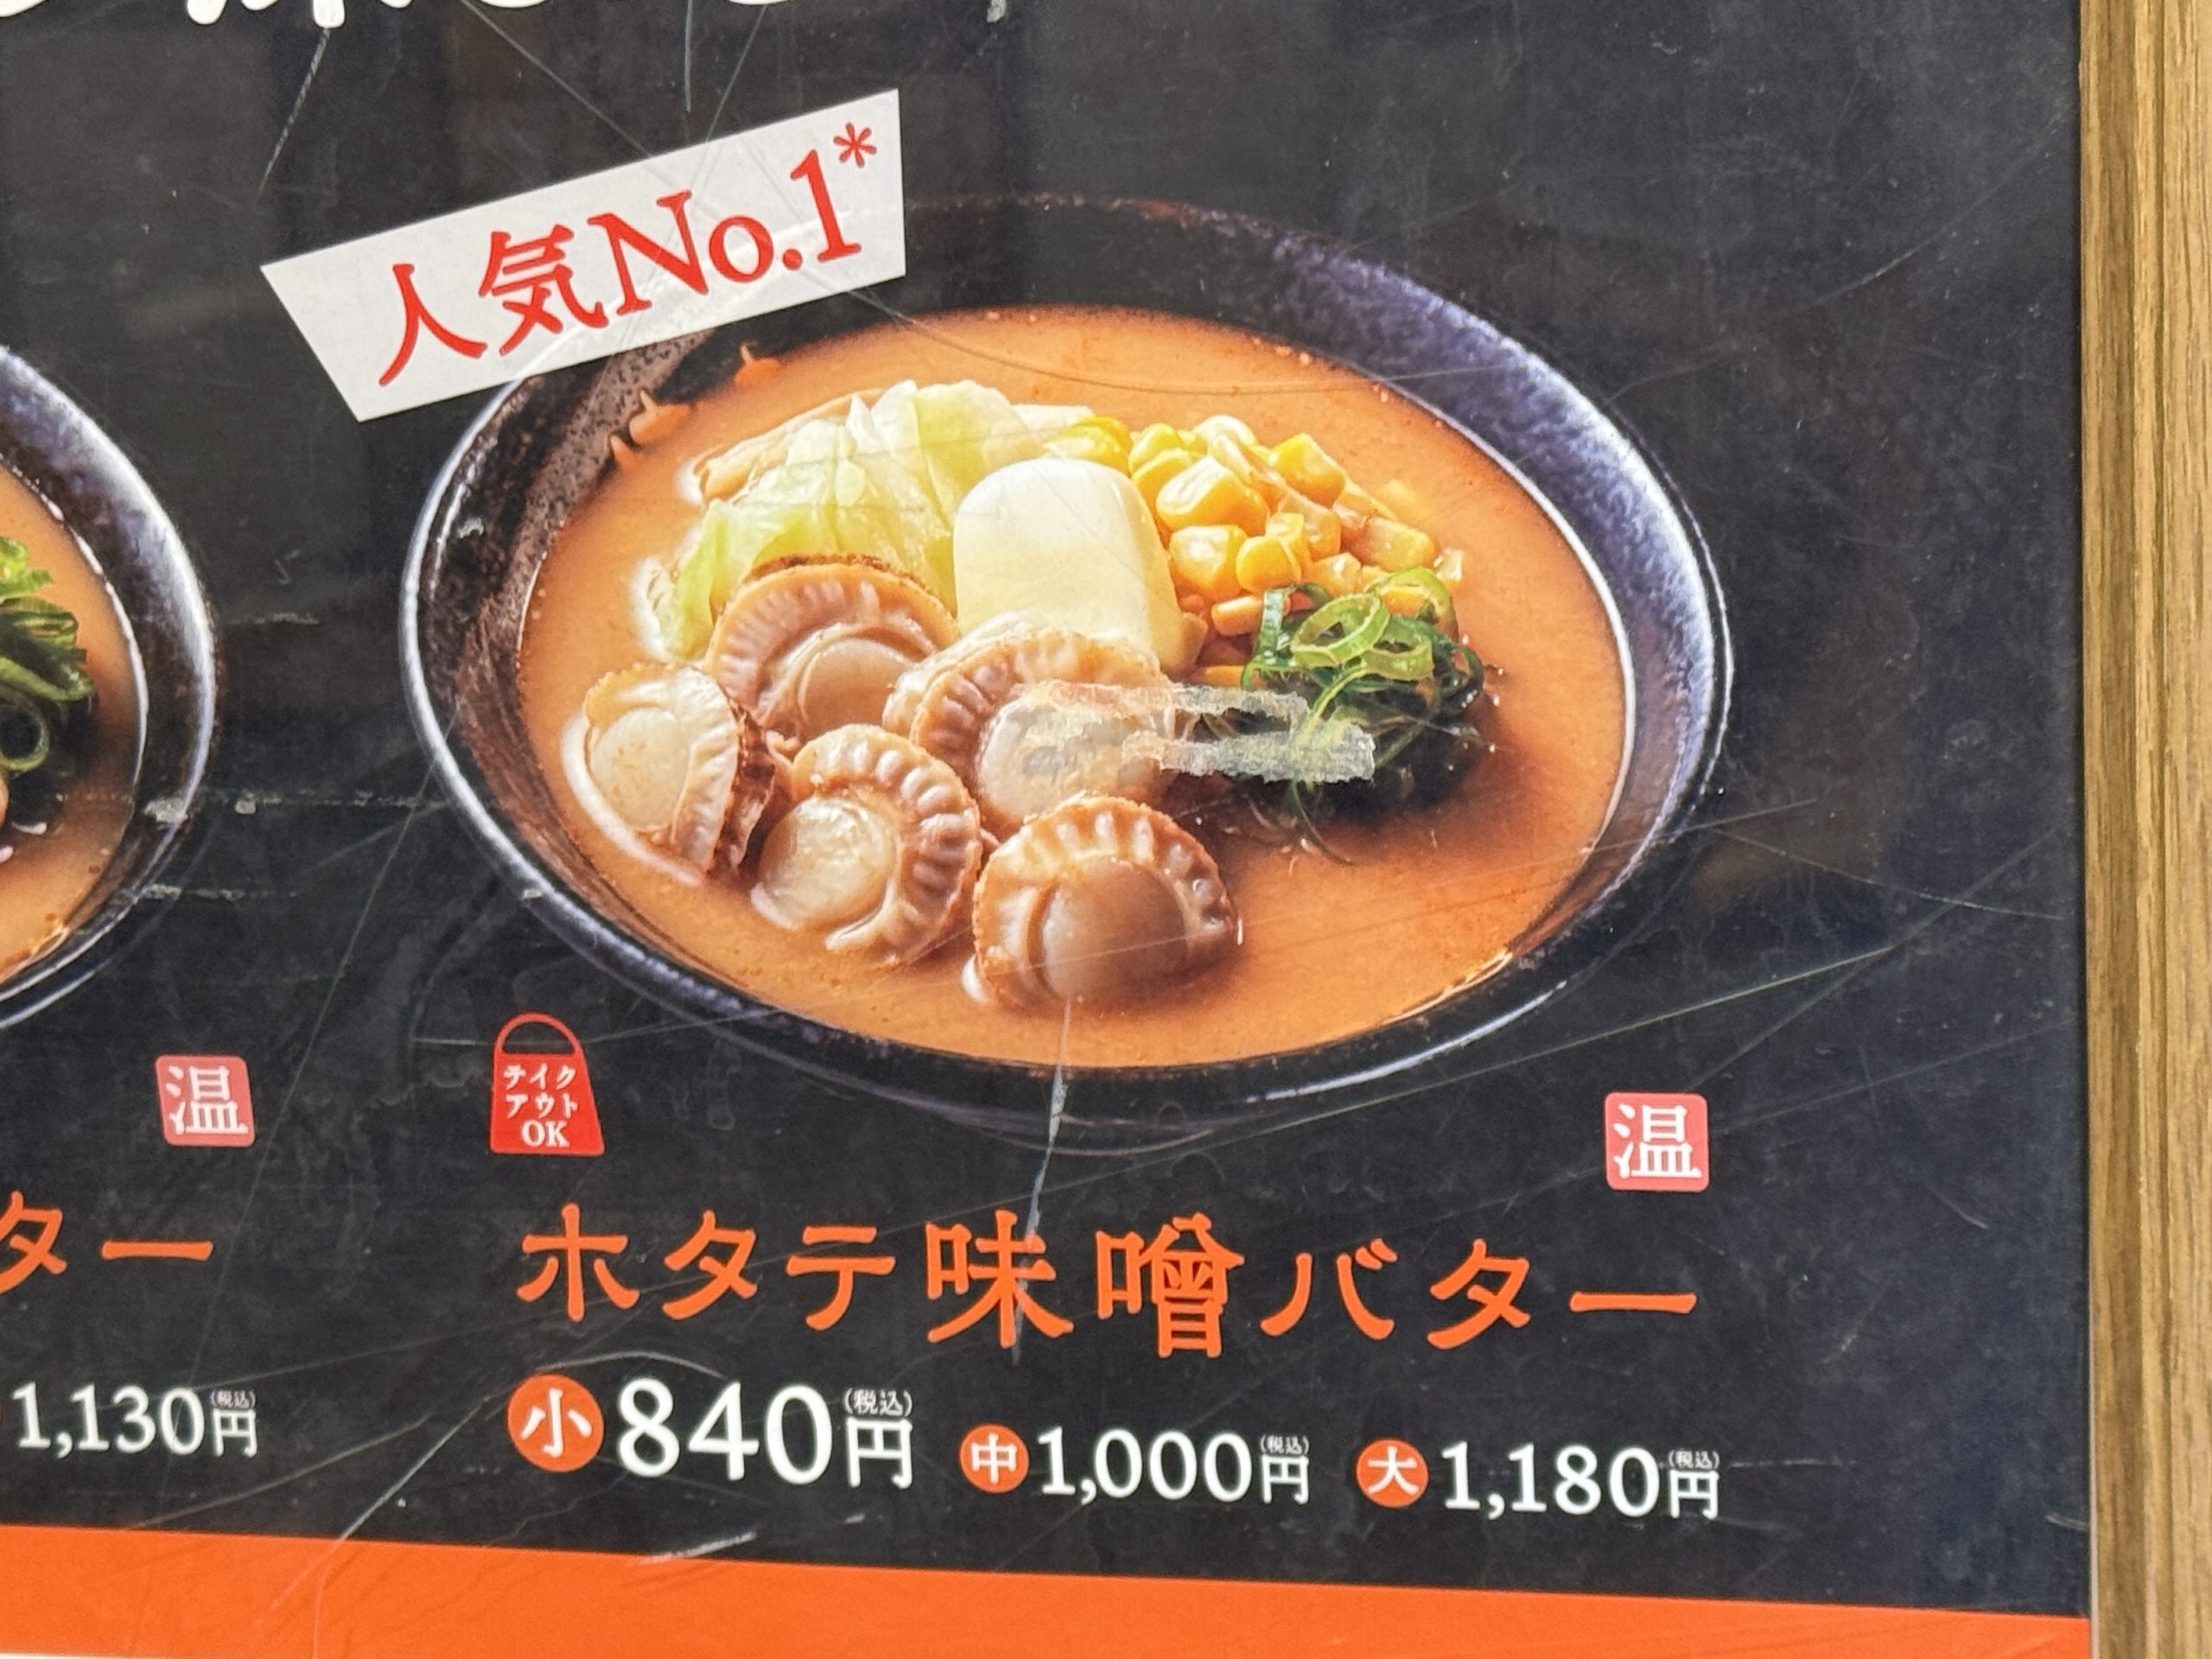 人気No.1*
温
テイク
アウト
OK
温
ター
ホタテ味噌バター
1,130円(税込)
小840円(税込) 中1,000円(税込) 大1,180円(税込)